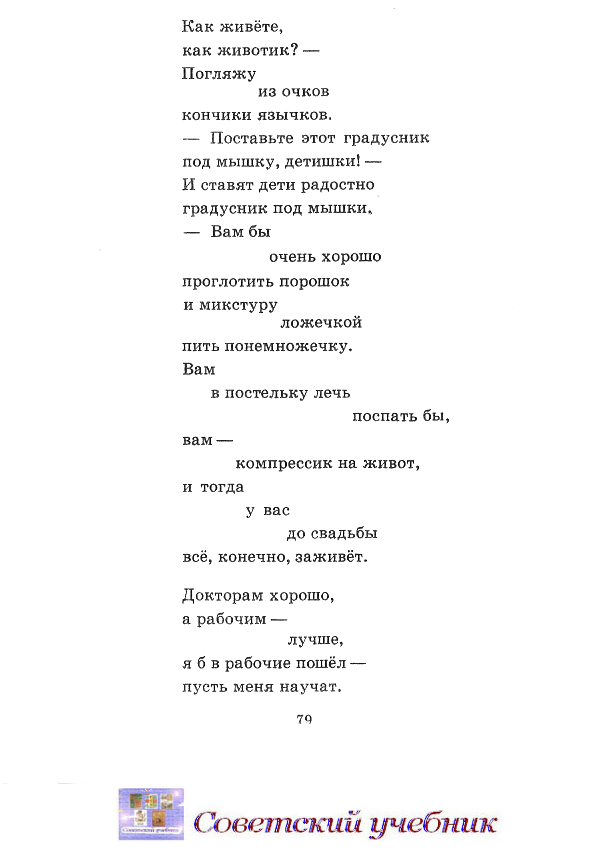 Как живёте,
как животик? —
Погляжу
из очков
кончики язычков.
— Поставьте этот градусник
под мышку, детишки! —
И ставят дети радостно
градусник под мышки.
— Вам бы
очень хорошо
проглотить порошок
и микстуру
ложечкой
пить понемножечку.
Вам
в постельку лечь
поспать бы,
вам —
компрессик на живот,
и тогда
у вас
до свадьбы
всё, конечно, заживёт.
Докторам хорошо,
а рабочим —
лучше,
я б в рабочие пошёл —
пусть меня научат.
79
Советский учебник
Советский учебник